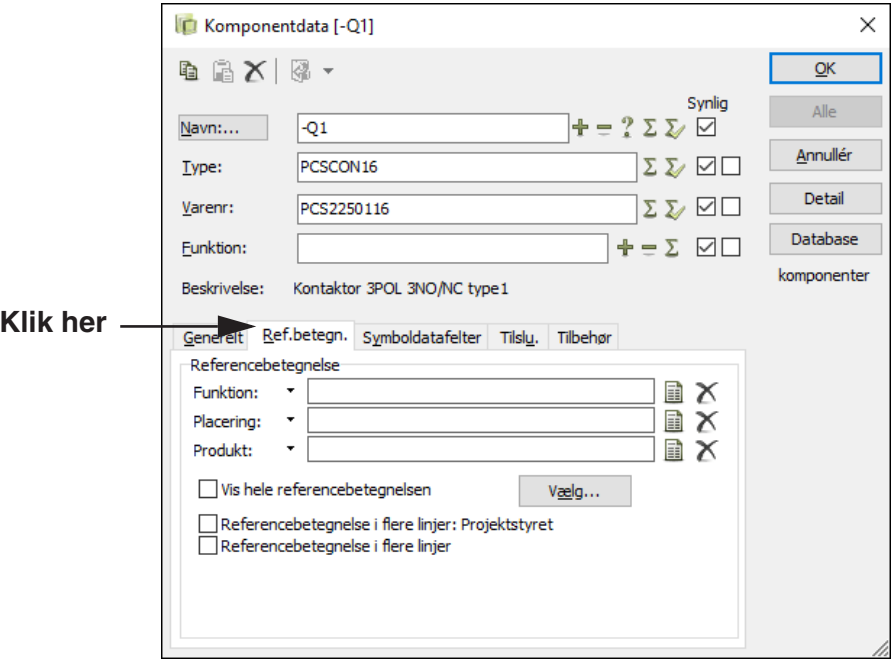 Komponentdata [-Q1]
OK
Synlig
Alle
Navn:...
-Q1
Type:
PCSCON16
Annullér
Varenr:
PCS2250116
Detail
Funktion:
Database
Beskrivelse: Kontaktor 3POL 3NO/NC type1
komponenter
Klik her
Generelt Ref.betegn. Symboldatafelter Tilslu. Tilbehør
Referencebetegnelse
Funktion:
Placering:
Produkt:
Vis hele referencebetegnelsen
Vælg...
Referencebetegnelse i flere linjer: Projektstyret
Referencebetegnelse i flere linjer